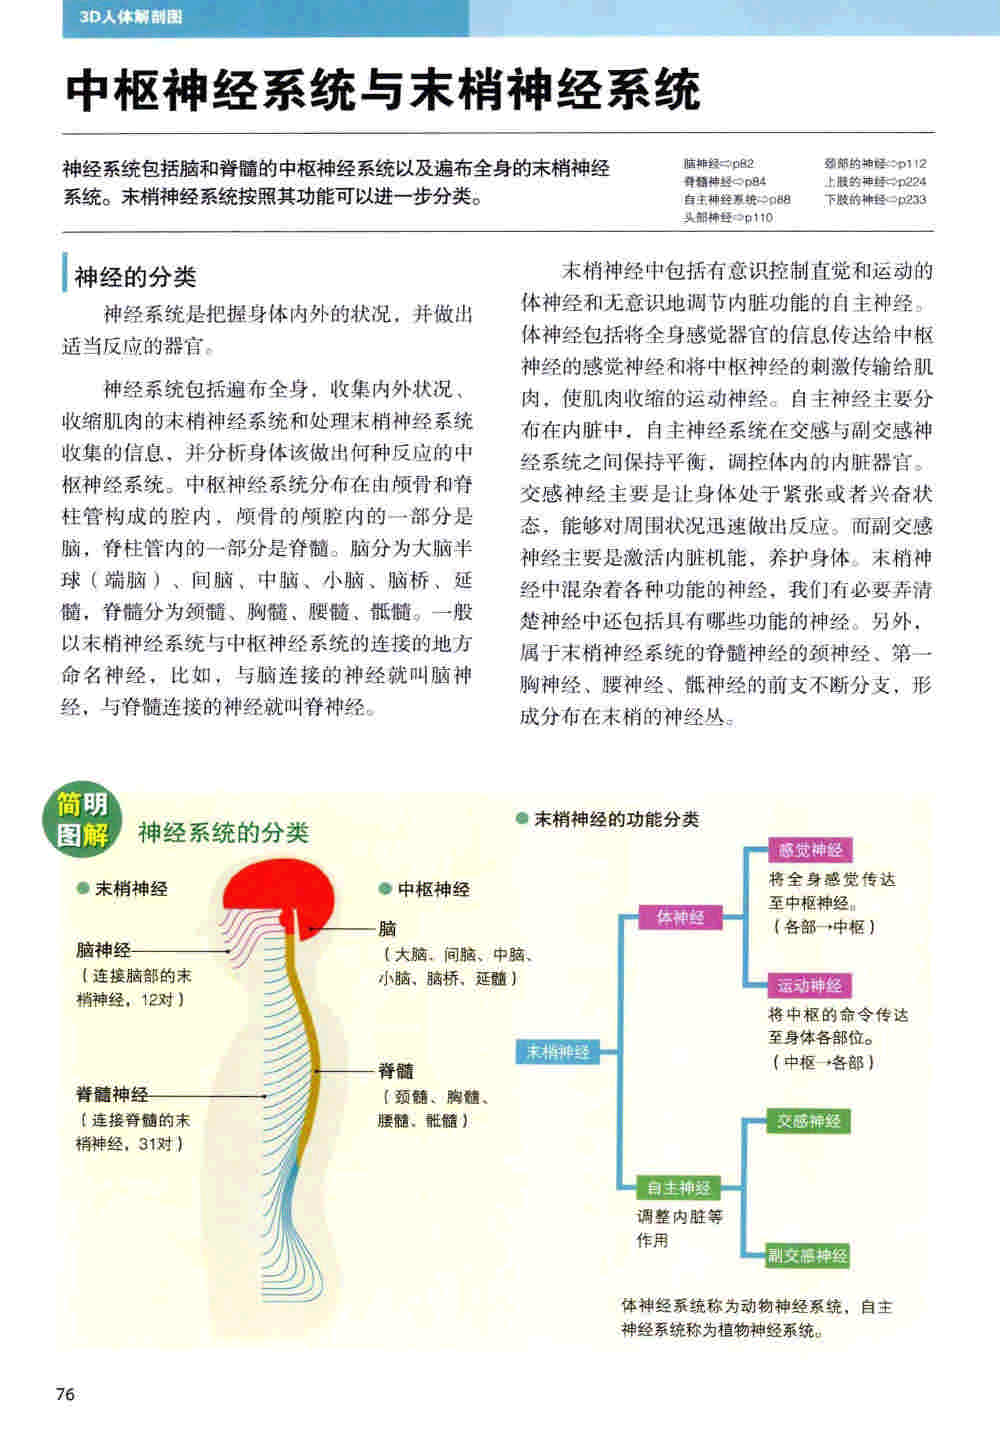 3D人体解剖图
中枢神经系统与末梢神经系统
神经系统包括脑和脊髓的中枢神经系统以及遍布全身的末梢神经
系统。末梢神经系统按照其功能可以进一步分类。
脑神经⇨p82
脊髓神经⇨p84
自主神经系统⇨p88
头部神经⇨p110
颈部的神经⇨p112
上肢的神经⇨p224
下肢的神经⇨p233
神经的分类
神经系统是把握身体内外的状况，并做出
适当反应的器官。
神经系统包括遍布全身，收集内外状况、
收缩肌肉的末梢神经系统和处理末梢神经系统
收集的信息，并分析身体该做出何种反应的中
枢神经系统。中枢神经系统分布在由颅骨和脊
柱管构成的腔内，颅骨的颅腔内的一部分是
脑，脊柱管内的一部分是脊髓。脑分为大脑半
球（端脑）、间脑、中脑、小脑、脑桥、延
髓，脊髓分为颈髓、胸髓、腰髓、骶髓。一般
以末梢神经系统与中枢神经系统的连接的地方
命名神经，比如，与脑连接的神经就叫脑神
经，与脊髓连接的神经就叫脊神经。
末梢神经中包括有意识控制直觉和运动的
体神经和无意识地调节内脏功能的自主神经。
体神经包括将全身感觉器官的信息传达给中枢
神经的感觉神经和将中枢神经的刺激传输给肌
肉，使肌肉收缩的运动神经。自主神经主要分
布在内脏中，自主神经系统在交感与副交感神
经系统之间保持平衡，调控体内的内脏器官。
交感神经主要是让身体处于紧张或者兴奋状
态，能够对周围状况迅速做出反应。而副交感
神经主要是激活内脏机能，养护身体。末梢神
经中混杂着各种功能的神经，我们有必要弄清
楚神经中还包括具有哪些功能的神经。另外，
属于末梢神经系统的脊髓神经的颈神经、第一
胸神经、腰神经、骶神经的前支不断分支，形
成分布在末梢的神经丛。
简明
图解
神经系统的分类
末梢神经
脑神经
（连接脑部的末
梢神经，12对）
脊髓神经
（连接脊髓的末
梢神经，31对）
中枢神经
脑
（大脑、间脑、中脑、
小脑、脑桥、延髓）
脊髓
（颈髓、胸髓、
腰髓、骶髓）
末梢神经的功能分类
末梢神经
体神经
感觉神经
将全身感觉传达
至中枢神经。
（各部→中枢）
运动神经
将中枢的命令传达
至身体各部位。
（中枢→各部）
自主神经
调整内脏等
作用
交感神经
副交感神经
体神经系统称为动物神经系统，自主
神经系统称为植物神经系统。
76